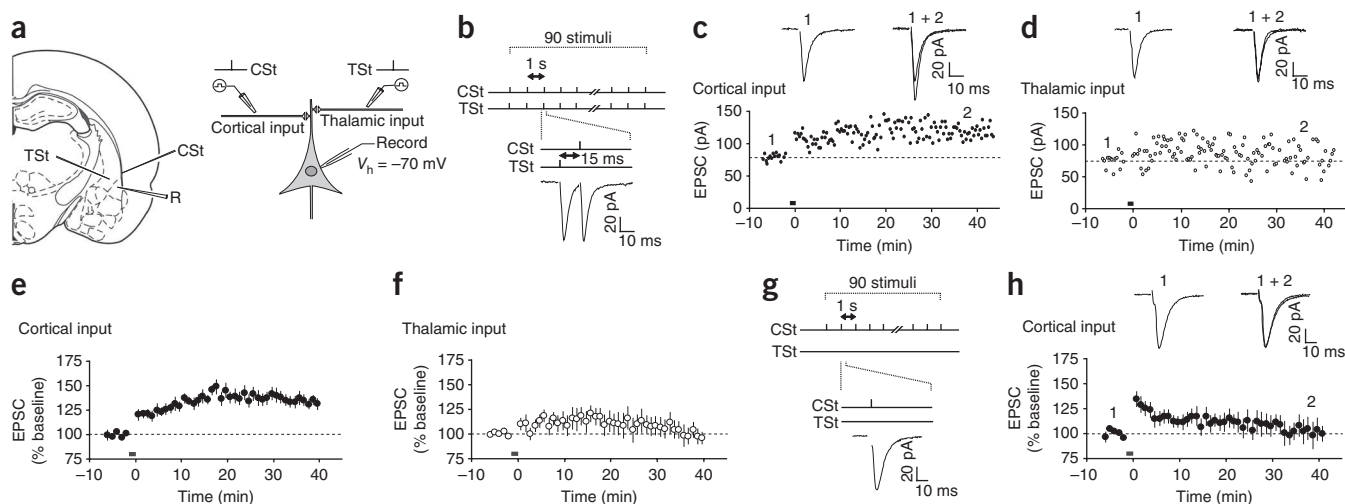 a
CSt
TSt
Cortical input
Thalamic input
Record
Vh = −70 mV
TSt
CSt
R
b
90 stimuli
1 s
CSt
TSt
CSt
15 ms
TSt
20 pA
10 ms
c
1
1 + 2
20 pA
10 ms
Cortical input
150
125
100
75
50
0
EPSC (pA)
1
2
−10
0
10
20
30
40
Time (min)
d
1
1 + 2
20 pA
10 ms
Thalamic input
150
125
100
75
50
0
EPSC (pA)
1
2
−10
0
10
20
30
40
Time (min)
e
Cortical input
175
150
125
100
75
EPSC
(% baseline)
−10
0
10
20
30
40
Time (min)
f
Thalamic input
175
150
125
100
75
EPSC
(% baseline)
−10
0
10
20
30
40
Time (min)
g
90 stimuli
1 s
CSt
TSt
CSt
TSt
20 pA
10 ms
h
1
1 + 2
20 pA
10 ms
Cortical input
175
150
125
100
75
EPSC
(% baseline)
1
2
−10
0
10
20
30
40
Time (min)